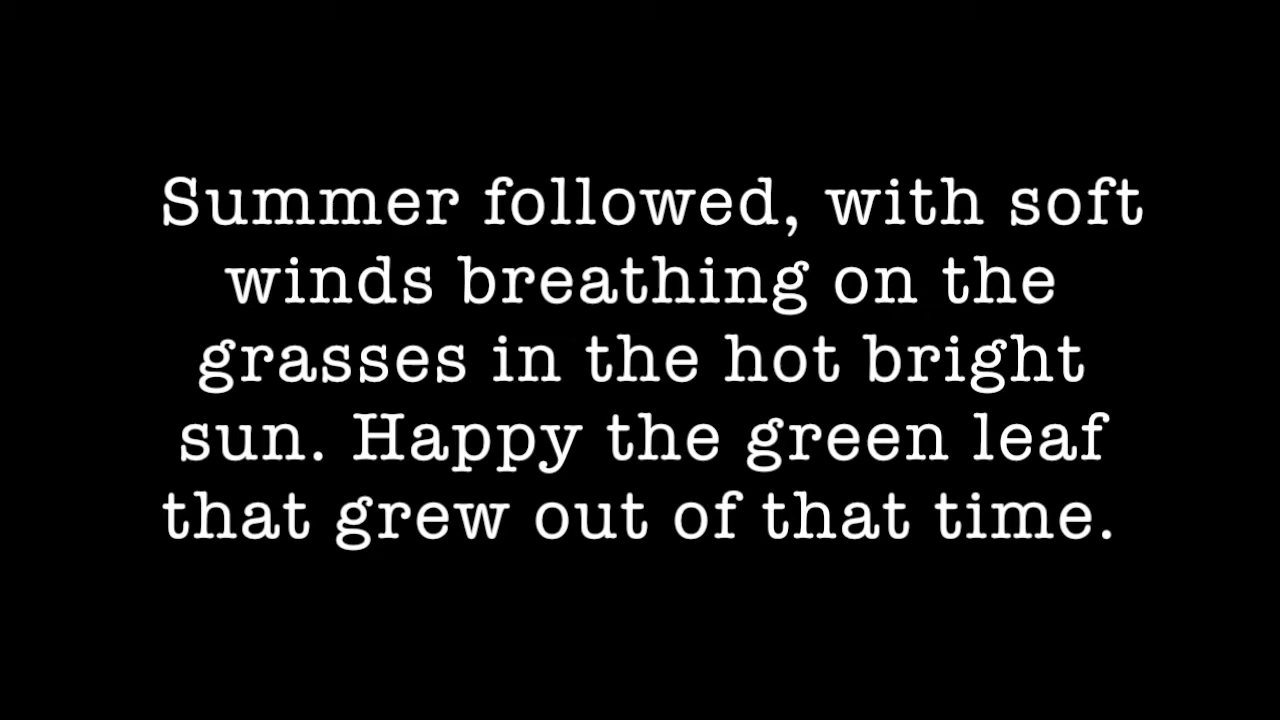 Summer followed, with soft
winds breathing on the
grasses in the hot bright
sun. Happy the green leaf
that grew out of that time.